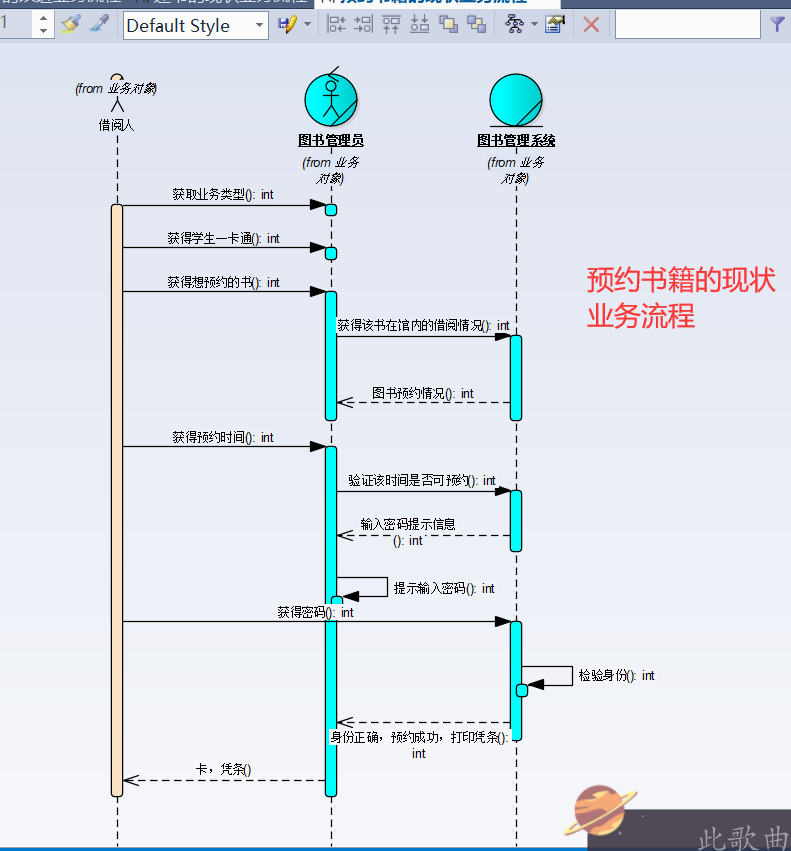 1
Default Style
(from 业务对象)
借阅人
图书管理员
(from 业务
对象)
图书管理系统
(from 业务
对象)
获取业务类型(): int
获得学生一卡通(): int
获得想预约的书(): int
预约书籍的现状
业务流程
获得该书在馆内的借阅情况(): int
图书预约情况(): int
获得预约时间(): int
验证该时间是否可预约(): int
输入密码提示信息
(): int
提示输入密码(): int
获得密码(): int
检验身份(): int
身份正确，预约成功，打印凭条():
int
卡，凭条()
此歌曲